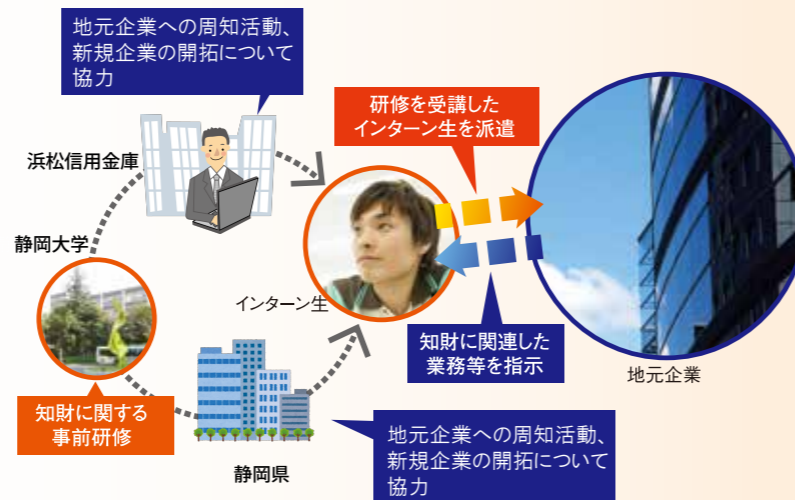 地元企業への周知活動、
新規企業の開拓について
協力
研修を受講した
インターン生を派遣
浜松信用金庫
静岡大学
インターン生
知財に関連した
業務等を指示
地元企業
知財に関する
事前研修
地元企業への周知活動、
新規企業の開拓について
協力
静岡県